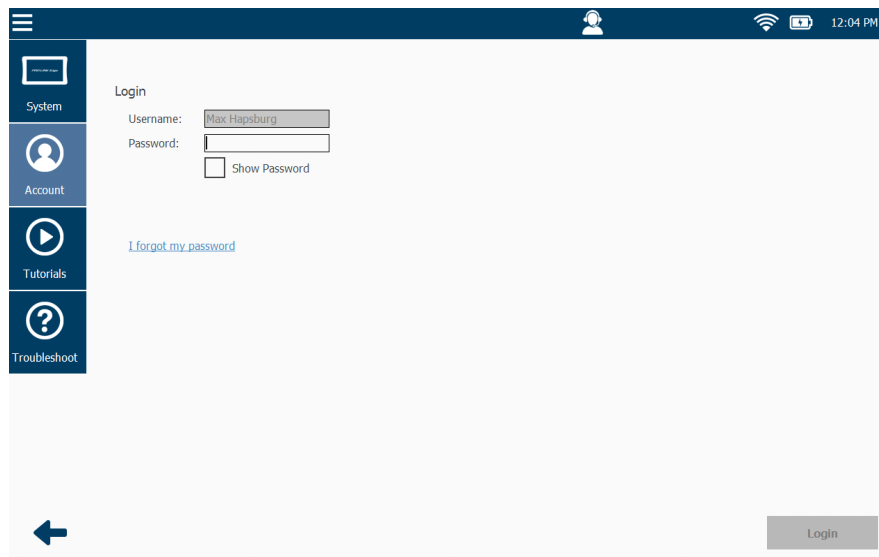 12:04 PM
System
Login
Username: Max Hapsburg
Password:
Show Password
Account
I forgot my password
Tutorials
Troubleshoot
Login